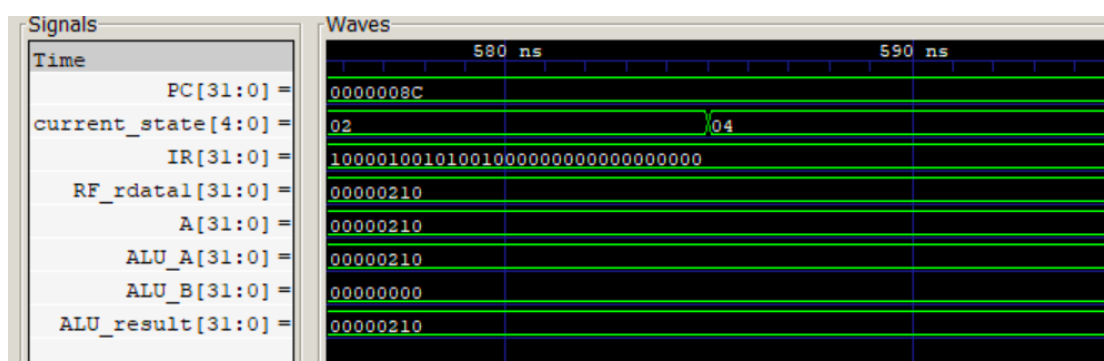 Signals Waves
Time 580 ns 590 ns
PC[31:0] = 0000008C
current_state[4:0] = 02 04
IR[31:0] = 10000100101001000000000000000000
RF_rdata1[31:0] = 00000210
A[31:0] = 00000210
ALU_A[31:0] = 00000210
ALU_B[31:0] = 00000000
ALU_result[31:0] = 00000210